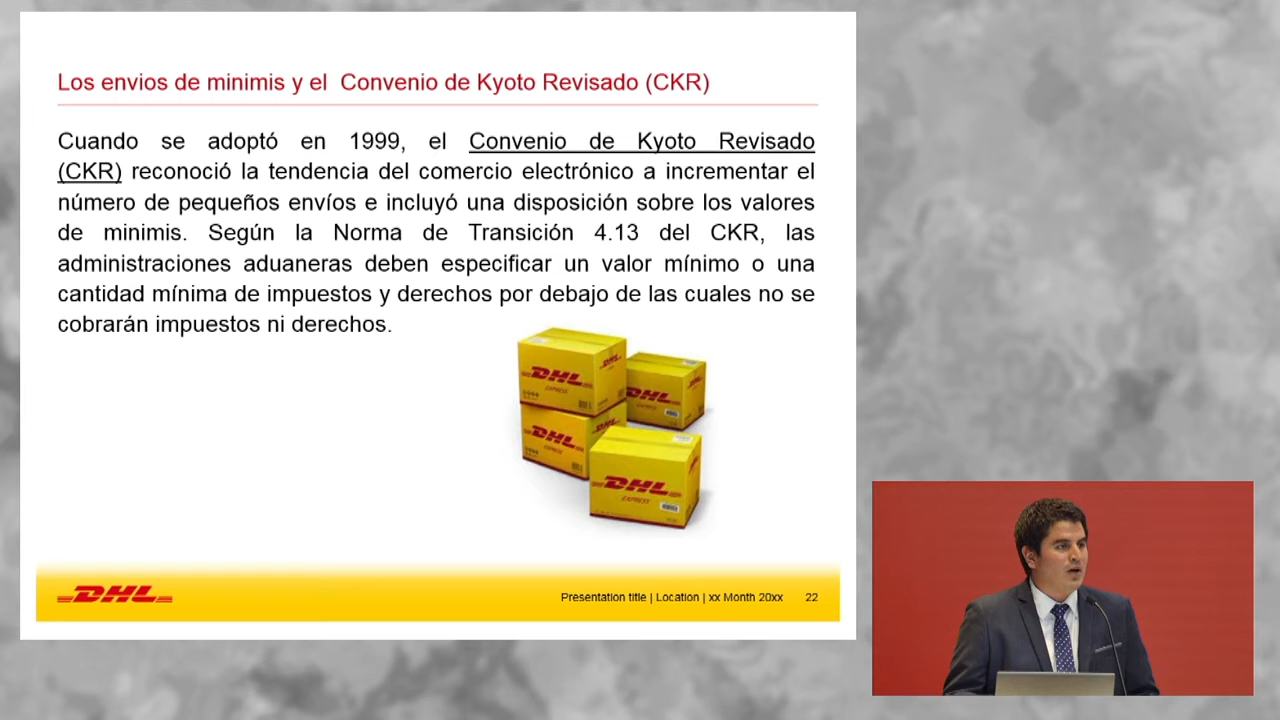 Los envios de minimis y el Convenio de Kyoto Revisado (CKR)
Cuando se adoptó en 1999, el Convenio de Kyoto Revisado
(CKR) reconoció la tendencia del comercio electrónico a incrementar el
número de pequeños envíos e incluyó una disposición sobre los valores
de minimis. Según la Norma de Transición 4.13 del CKR, las
administraciones aduaneras deben especificar un valor mínimo o una
cantidad mínima de impuestos y derechos por debajo de las cuales no se
cobrarán impuestos ni derechos.
DHL
EXPRESS
DHL
EXPRESS
DHL
DHL
EXPRESS
DHL
Presentation title | Location | xx Month 20xx 22